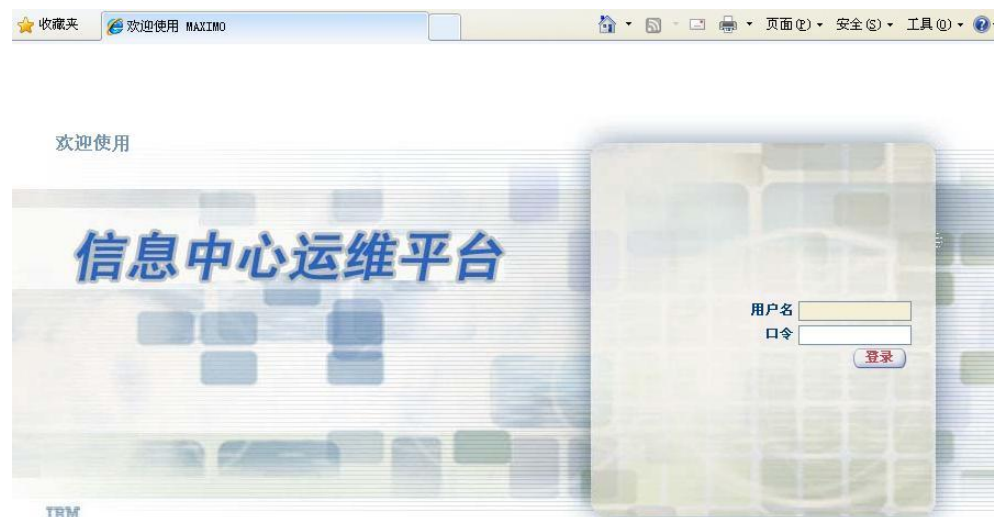 收藏夹
欢迎使用 MAXIMO
页面(P) 安全(S) 工具(O)
欢迎使用
信息中心运维平台
用户名
口令
登录
IBM